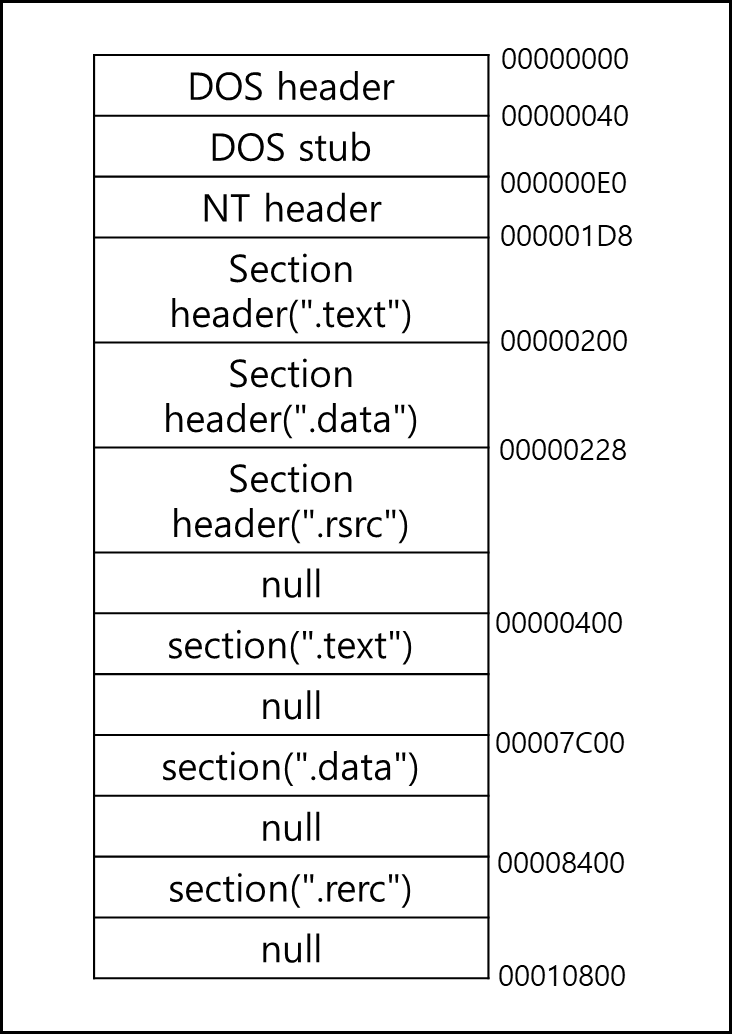 00000000
DOS header
00000040
DOS stub
000000E0
NT header
000001D8
Section
header(".text")
00000200
Section
header(".data")
00000228
Section
header(".rsrc")
null
00000400
section(".text")
null
00007C00
section(".data")
null
00008400
section(".rerc")
null
00010800